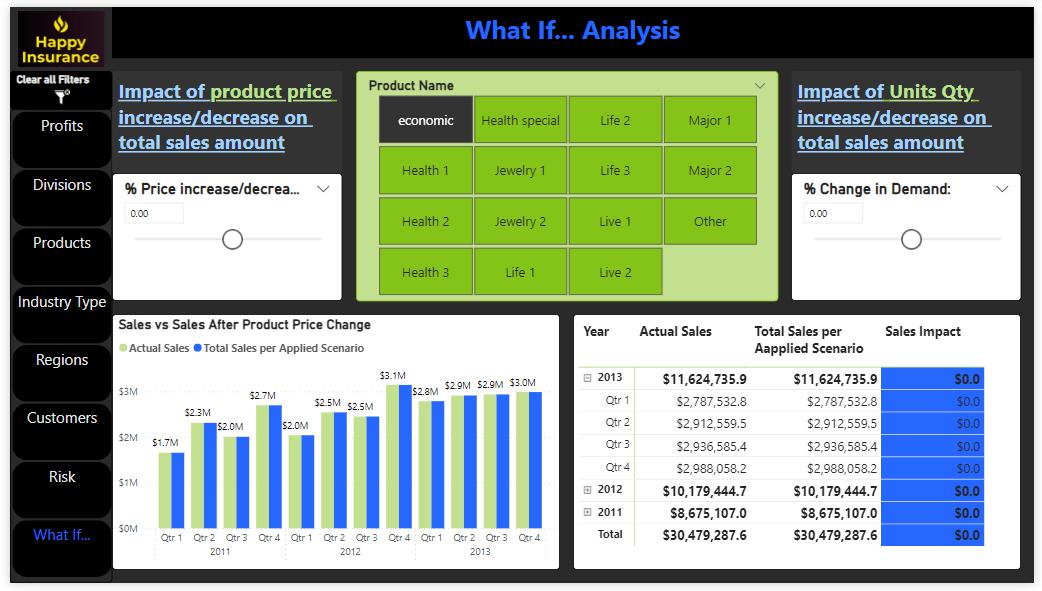 Happy
Insurance
What If... Analysis
Clear all Filters
Profits
Divisions
Products
Industry Type
Regions
Customers
Risk
What If...
Impact of product price
increase/decrease on
total sales amount
% Price increase/decrea...
0.00
Product Name
economic
Health special
Life 2
Major 1
Health 1
Jewelry 1
Life 3
Major 2
Health 2
Jewelry 2
Live 1
Other
Health 3
Life 1
Live 2
Impact of Units Qty
increase/decrease on
total sales amount
% Change in Demand:
0.00
Sales vs Sales After Product Price Change
Actual Sales Total Sales per Applied Scenario
$3M
$2M
$1M
$0M
$1.7M
$2.3M
$2.0M
$2.7M
$2.0M
$2.5M
$2.5M
$3.1M
$2.8M
$2.9M
$2.9M
$3.0M
Qtr 1 Qtr 2 Qtr 3 Qtr 4 Qtr 1 Qtr 2 Qtr 3 Qtr 4 Qtr 1 Qtr 2 Qtr 3 Qtr 4
2011 2012 2013
Year Actual Sales Total Sales per Sales Impact
Aapplied Scenario
2013 $11,624,735.9 $11,624,735.9 $0.0
Qtr 1 $2,787,532.8 $2,787,532.8 $0.0
Qtr 2 $2,912,559.5 $2,912,559.5 $0.0
Qtr 3 $2,936,585.4 $2,936,585.4 $0.0
Qtr 4 $2,988,058.2 $2,988,058.2 $0.0
2012 $10,179,444.7 $10,179,444.7 $0.0
2011 $8,675,107.0 $8,675,107.0 $0.0
Total $30,479,287.6 $30,479,287.6 $0.0